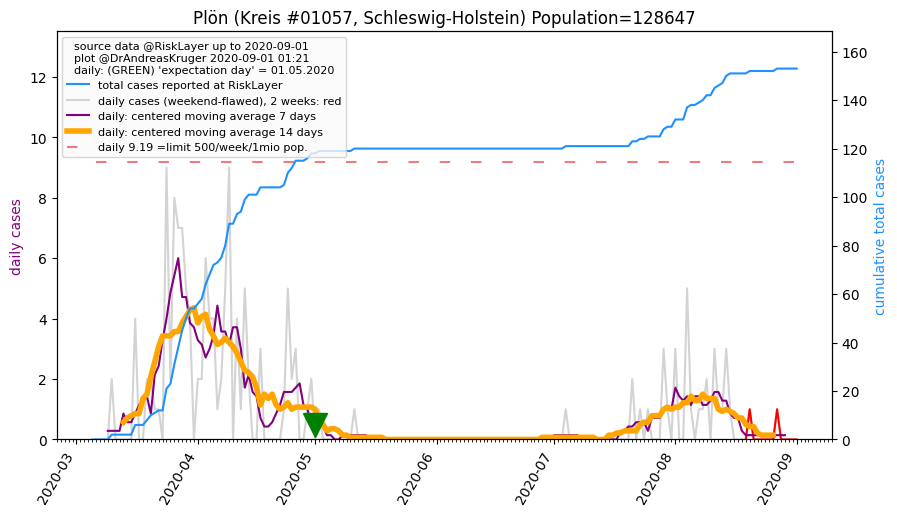 Plön (Kreis #01057, Schleswig-Holstein) Population=128647
source data @RiskLayer up to 2020-09-01
plot @DrAndreasKruger 2020-09-01 01:21
daily: (GREEN) 'expectation day' = 01.05.2020
total cases reported at RiskLayer
daily cases (weekend-flawed), 2 weeks: red
daily: centered moving average 7 days
daily: centered moving average 14 days
daily 9.19 =limit 500/week/1mio pop.
daily cases
12
10
8
6
4
2
0
160
140
120
100
80
60
40
20
0
cumulative total cases
2020-03
2020-04
2020-05
2020-06
2020-07
2020-08
2020-09